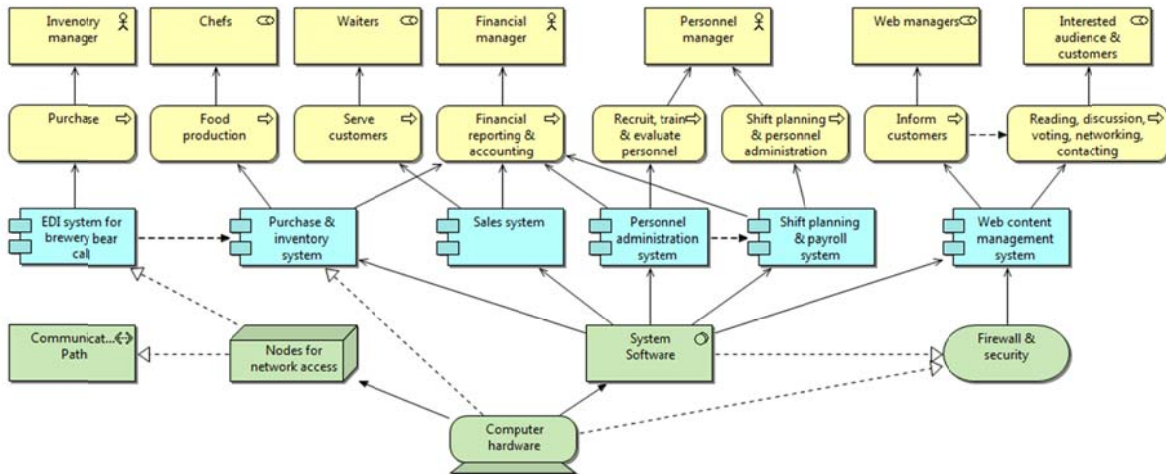 Invenotry
manager
Chefs
Waiters
Financial
manager
Personnel
manager
Web managers
Interested
audience &
customers
Purchase
Food
production
Serve
customers
Financial
reporting &
accounting
Recruit, train
& evaluate
personnel
Shift planning
& personnel
administration
Inform
customers
Reading, discussion,
voting, networking,
contacting
EDI system for
brewery bear
call
Purchase &
inventory
system
Sales system
Personnel
administration
system
Shift planning
& payroll
system
Web content
management
system
Communicat...
Path
Nodes for
network access
System
Software
Firewall &
security
Computer
hardware